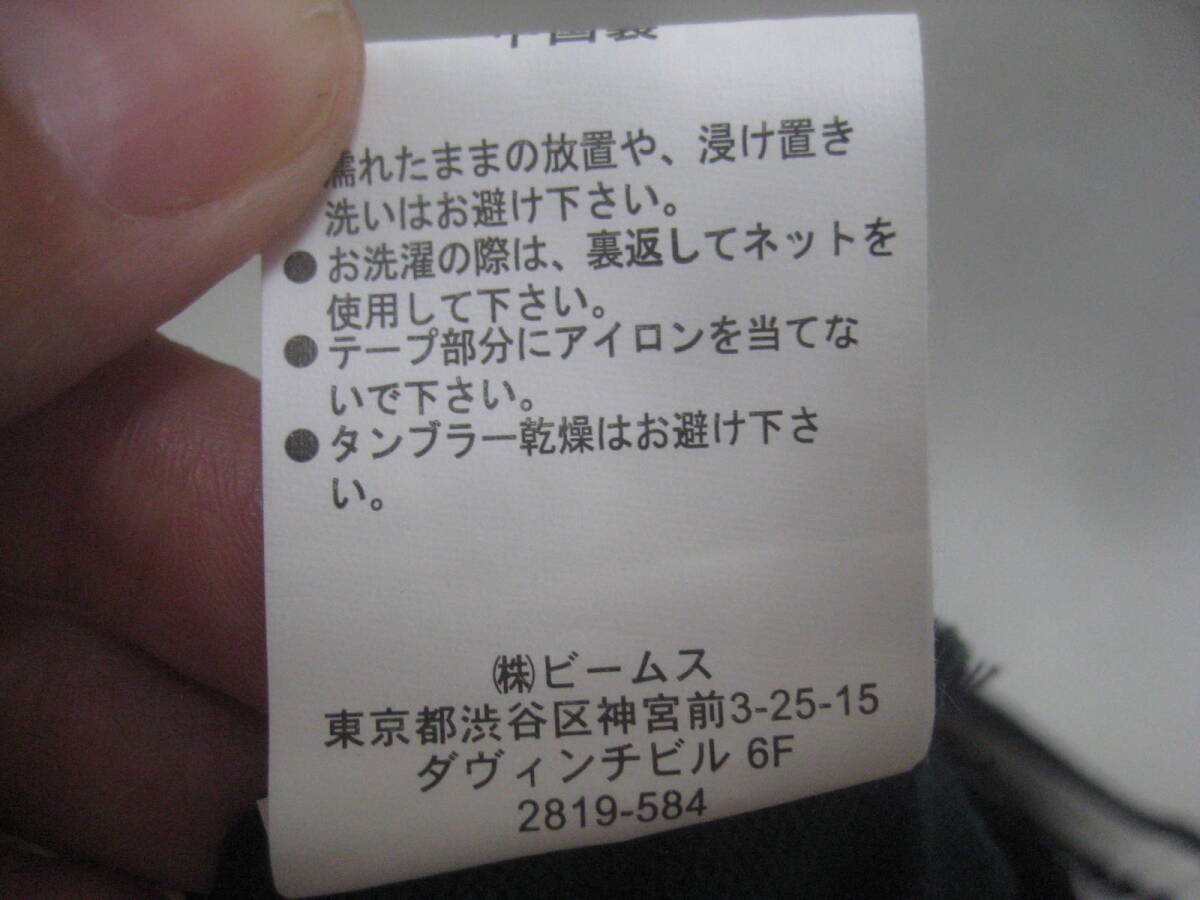 中国製
濡れたままの放置や、浸け置き
洗いはお避け下さい。
●お洗濯の際は、裏返してネットを
使用して下さい。
●テープ部分にアイロンを当てな
いで下さい。
●タンブラー乾燥はお避け下さ
い。
㈱ビームス
東京都渋谷区神宮前3-25-15
ダヴィンチビル 6F
2819-584